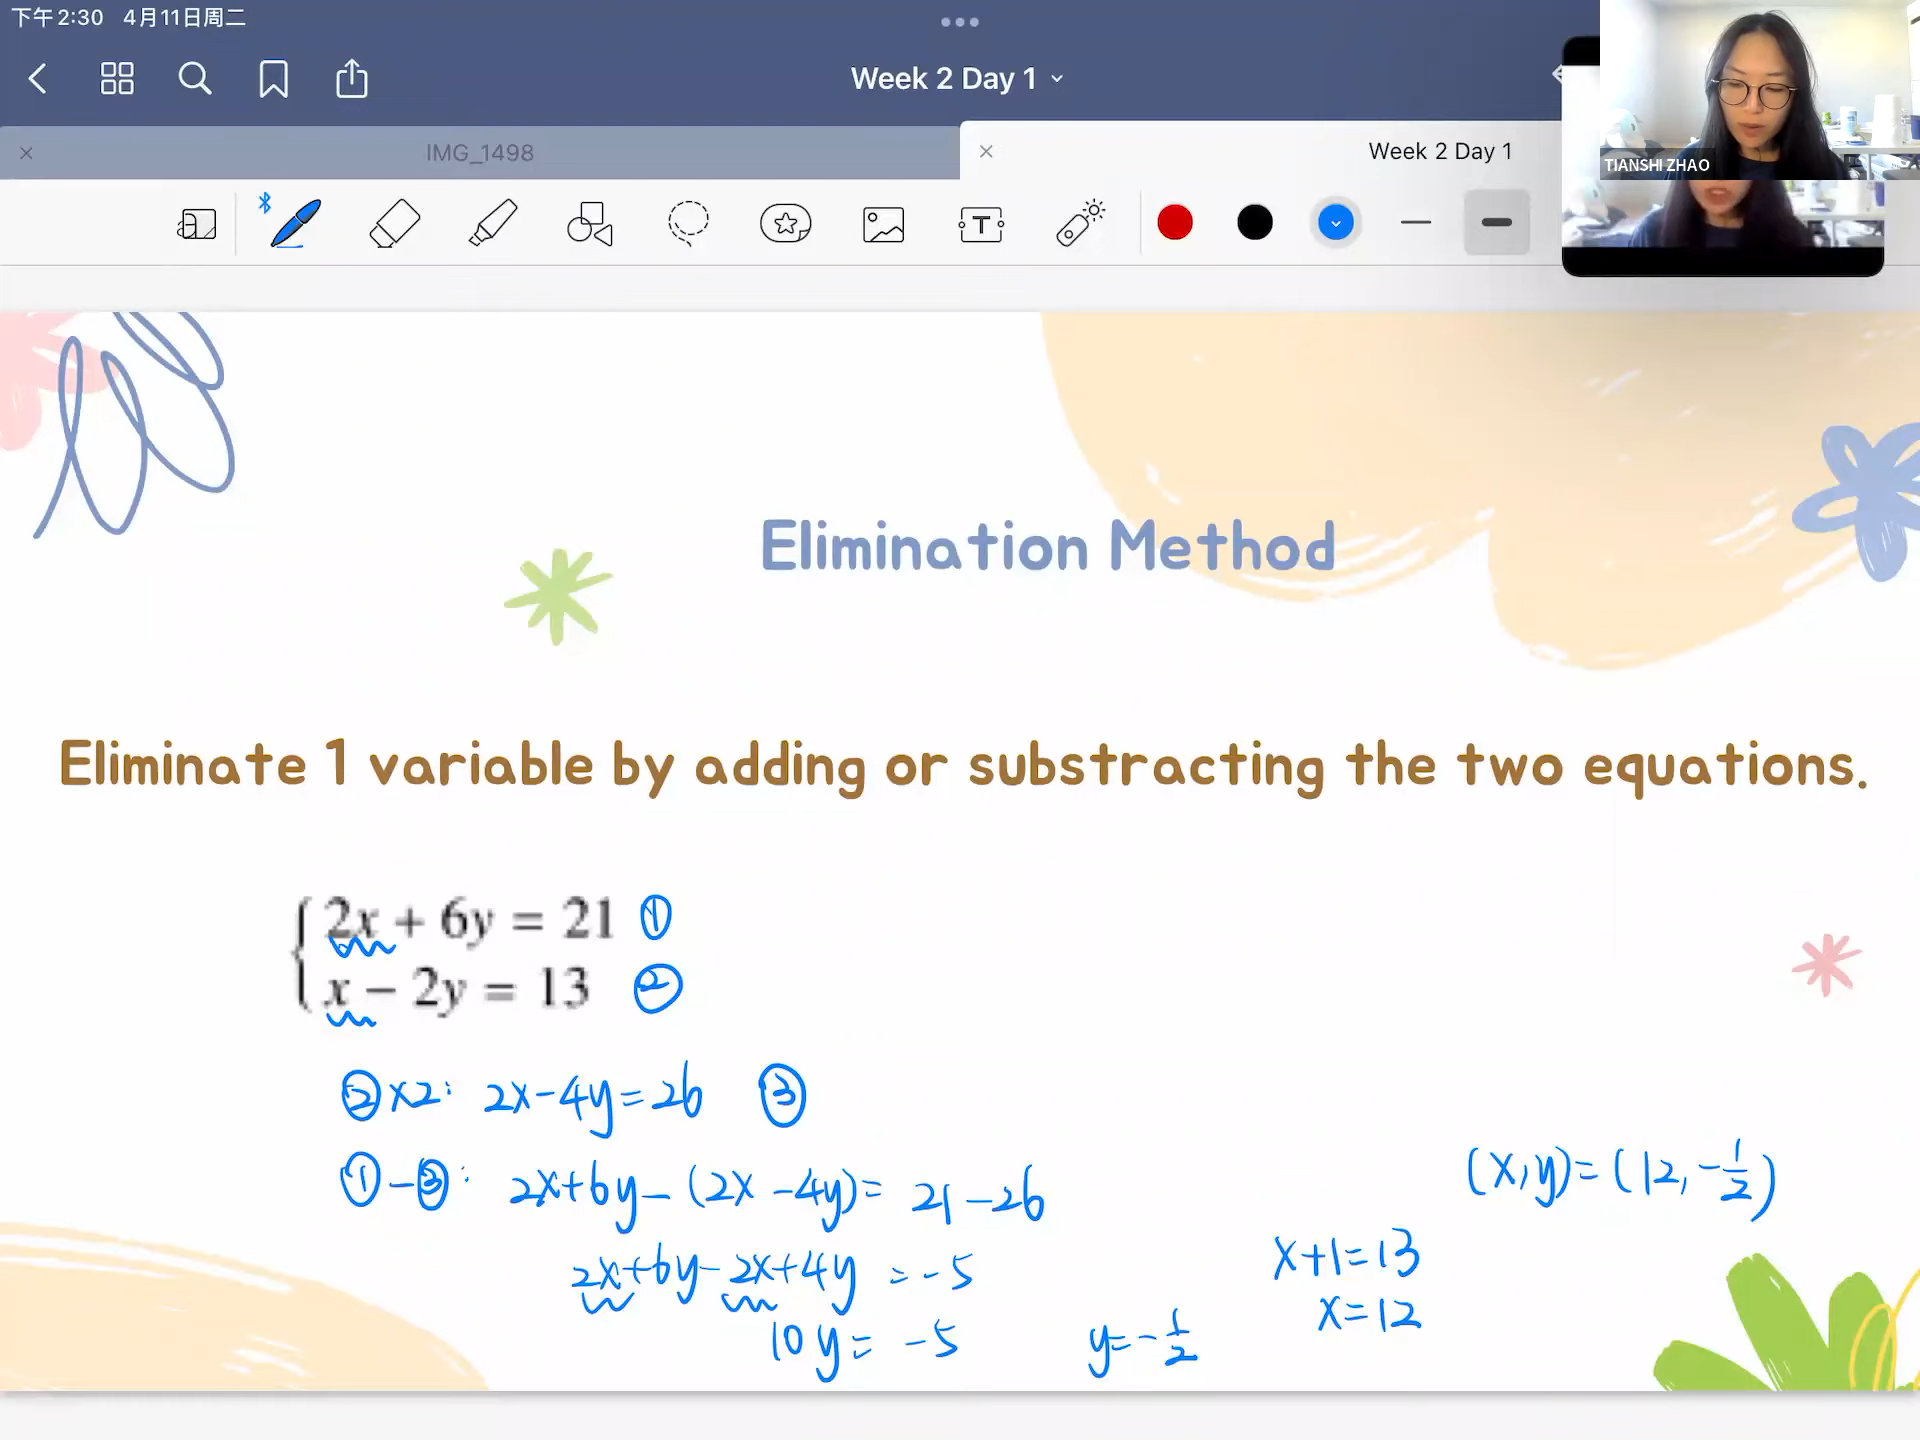 下午2:30 4月11日周二
Week 2 Day 1
IMG_1498
Week 2 Day 1
TIANSHI ZHAO
T
Elimination Method
Eliminate 1 variable by adding or substracting the two equations.
2x + 6y = 21 ①
x − 2y = 13 ②
②×2: 2x-4y=26 ③
①-③: 2x+6y-(2x-4y)= 21-26
2x+6y-2x+4y = -5
10y= -5
y=-1/2
x+1=13
x=12
(x,y)=(12,-1/2)